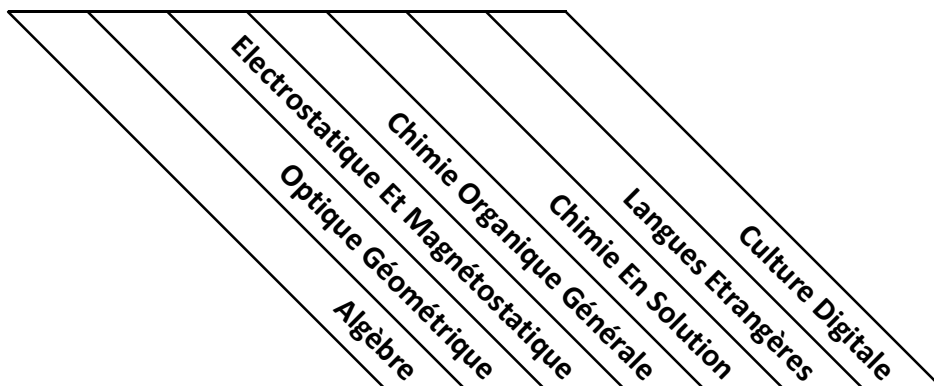 Algèbre
Optique Géométrique
Electrostatique Et Magnétostatique
Chimie Organique Générale
Chimie En Solution
Langues Etrangères
Culture Digitale